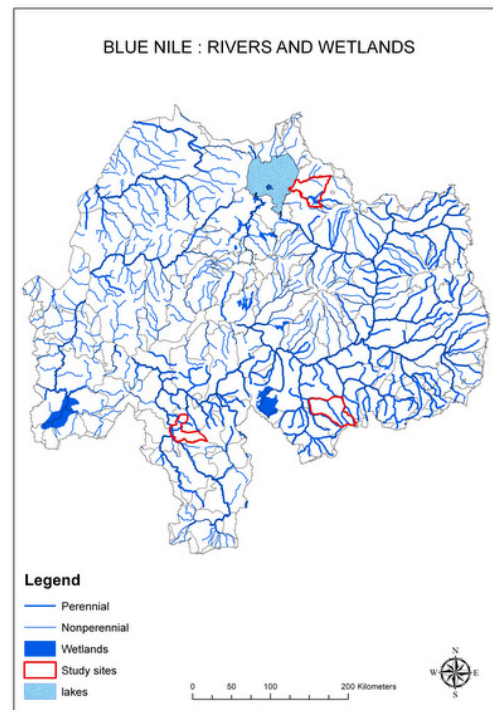 BLUE NILE : RIVERS AND WETLANDS
Legend
Perennial
Nonperennial
Wetlands
Study sites
lakes
0 50 100 200 Kilometers
N
W E
S